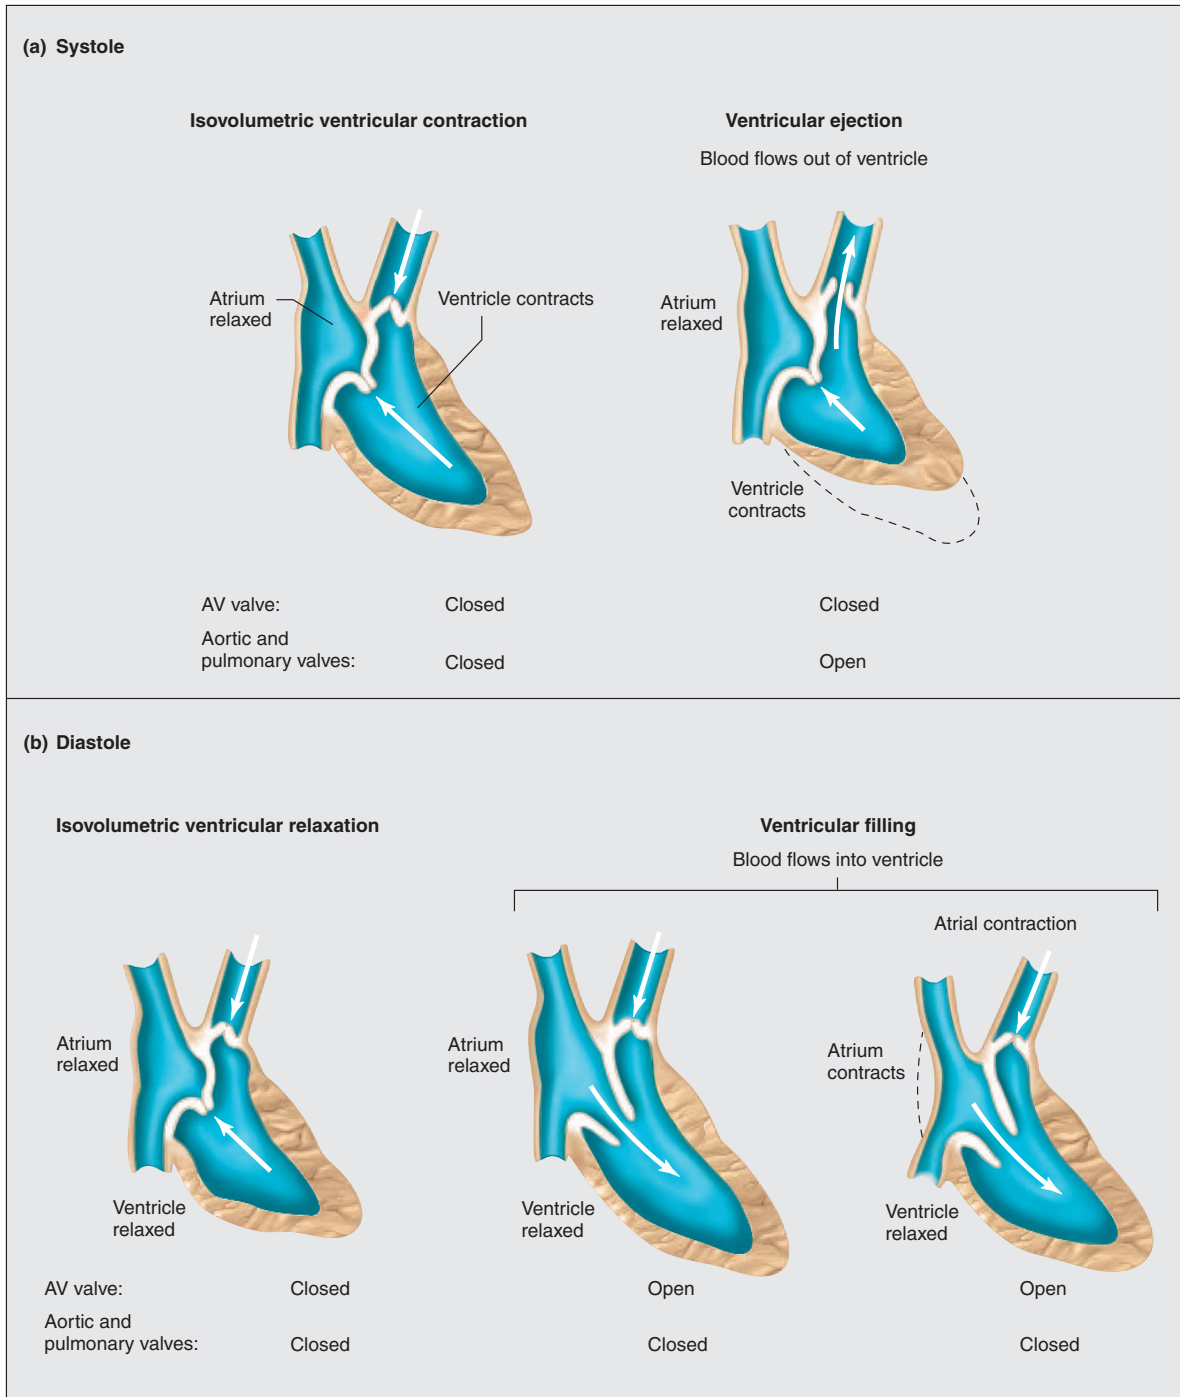 (a) Systole
Isovolumetric ventricular contraction
Ventricular ejection
Blood flows out of ventricle
Atrium
relaxed
Ventricle contracts
Atrium
relaxed
Ventricle
contracts
AV valve: Closed Closed
Aortic and
pulmonary valves: Closed Open
(b) Diastole
Isovolumetric ventricular relaxation
Ventricular filling
Blood flows into ventricle
Atrial contraction
Atrium
relaxed
Ventricle
relaxed
Atrium
relaxed
Ventricle
relaxed
Atrium
contracts
Ventricle
relaxed
AV valve: Closed Open Open
Aortic and
pulmonary valves: Closed Closed Closed